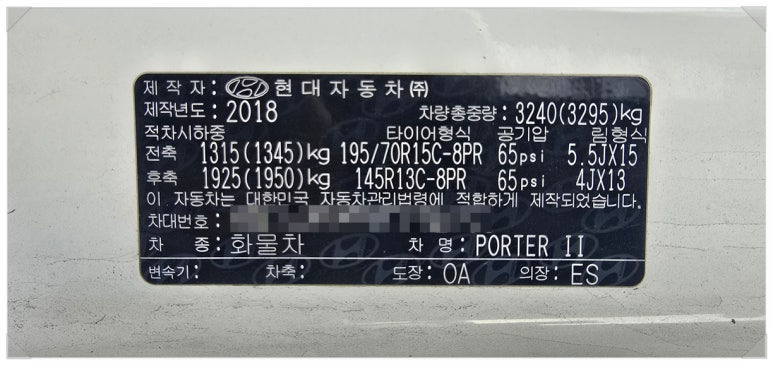 제 작 자 : 현대자동차㈜
제작년도 : 2018 차량총중량 : 3240(3295)kg
적차시하중 타이어형식 공기압 림형식
전축 1315(1345)kg 195/70R15C-8PR 65psi 5.5JX15
후축 1925(1950)kg 145R13C-8PR 65psi 4JX13
이 자동차는 대한민국 자동차관리법령에 적합하게 제작되었습니다.
차대번호 :
차 종 : 화물차 차 명 : PORTER II
변속기 : 차축 : 도장 : OA 의장 : ES